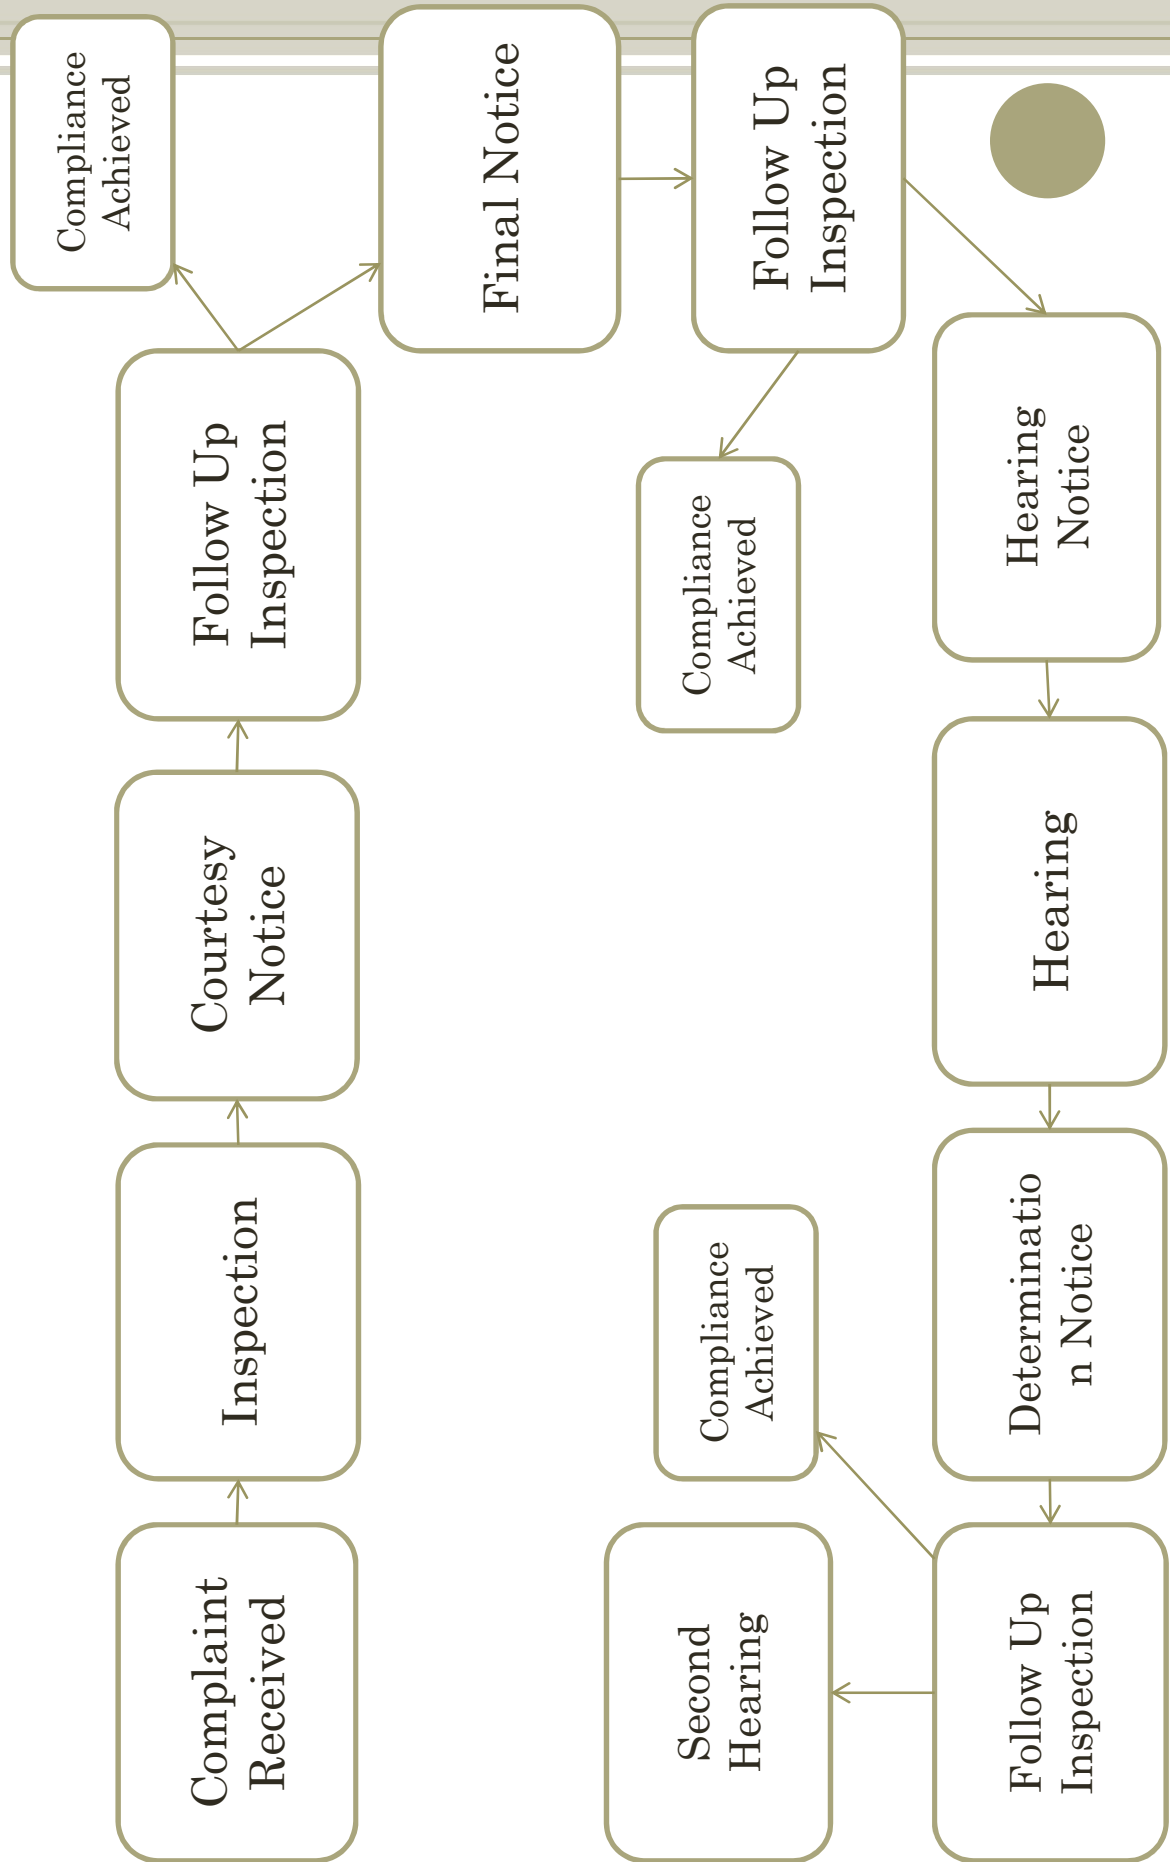 Complaint
Received
Inspection
Courtesy
Notice
Follow Up
Inspection
Compliance
Achieved
Final Notice
Follow Up
Inspection
Compliance
Achieved
Hearing
Notice
Hearing
Determinatio
n Notice
Follow Up
Inspection
Compliance
Achieved
Second
Hearing